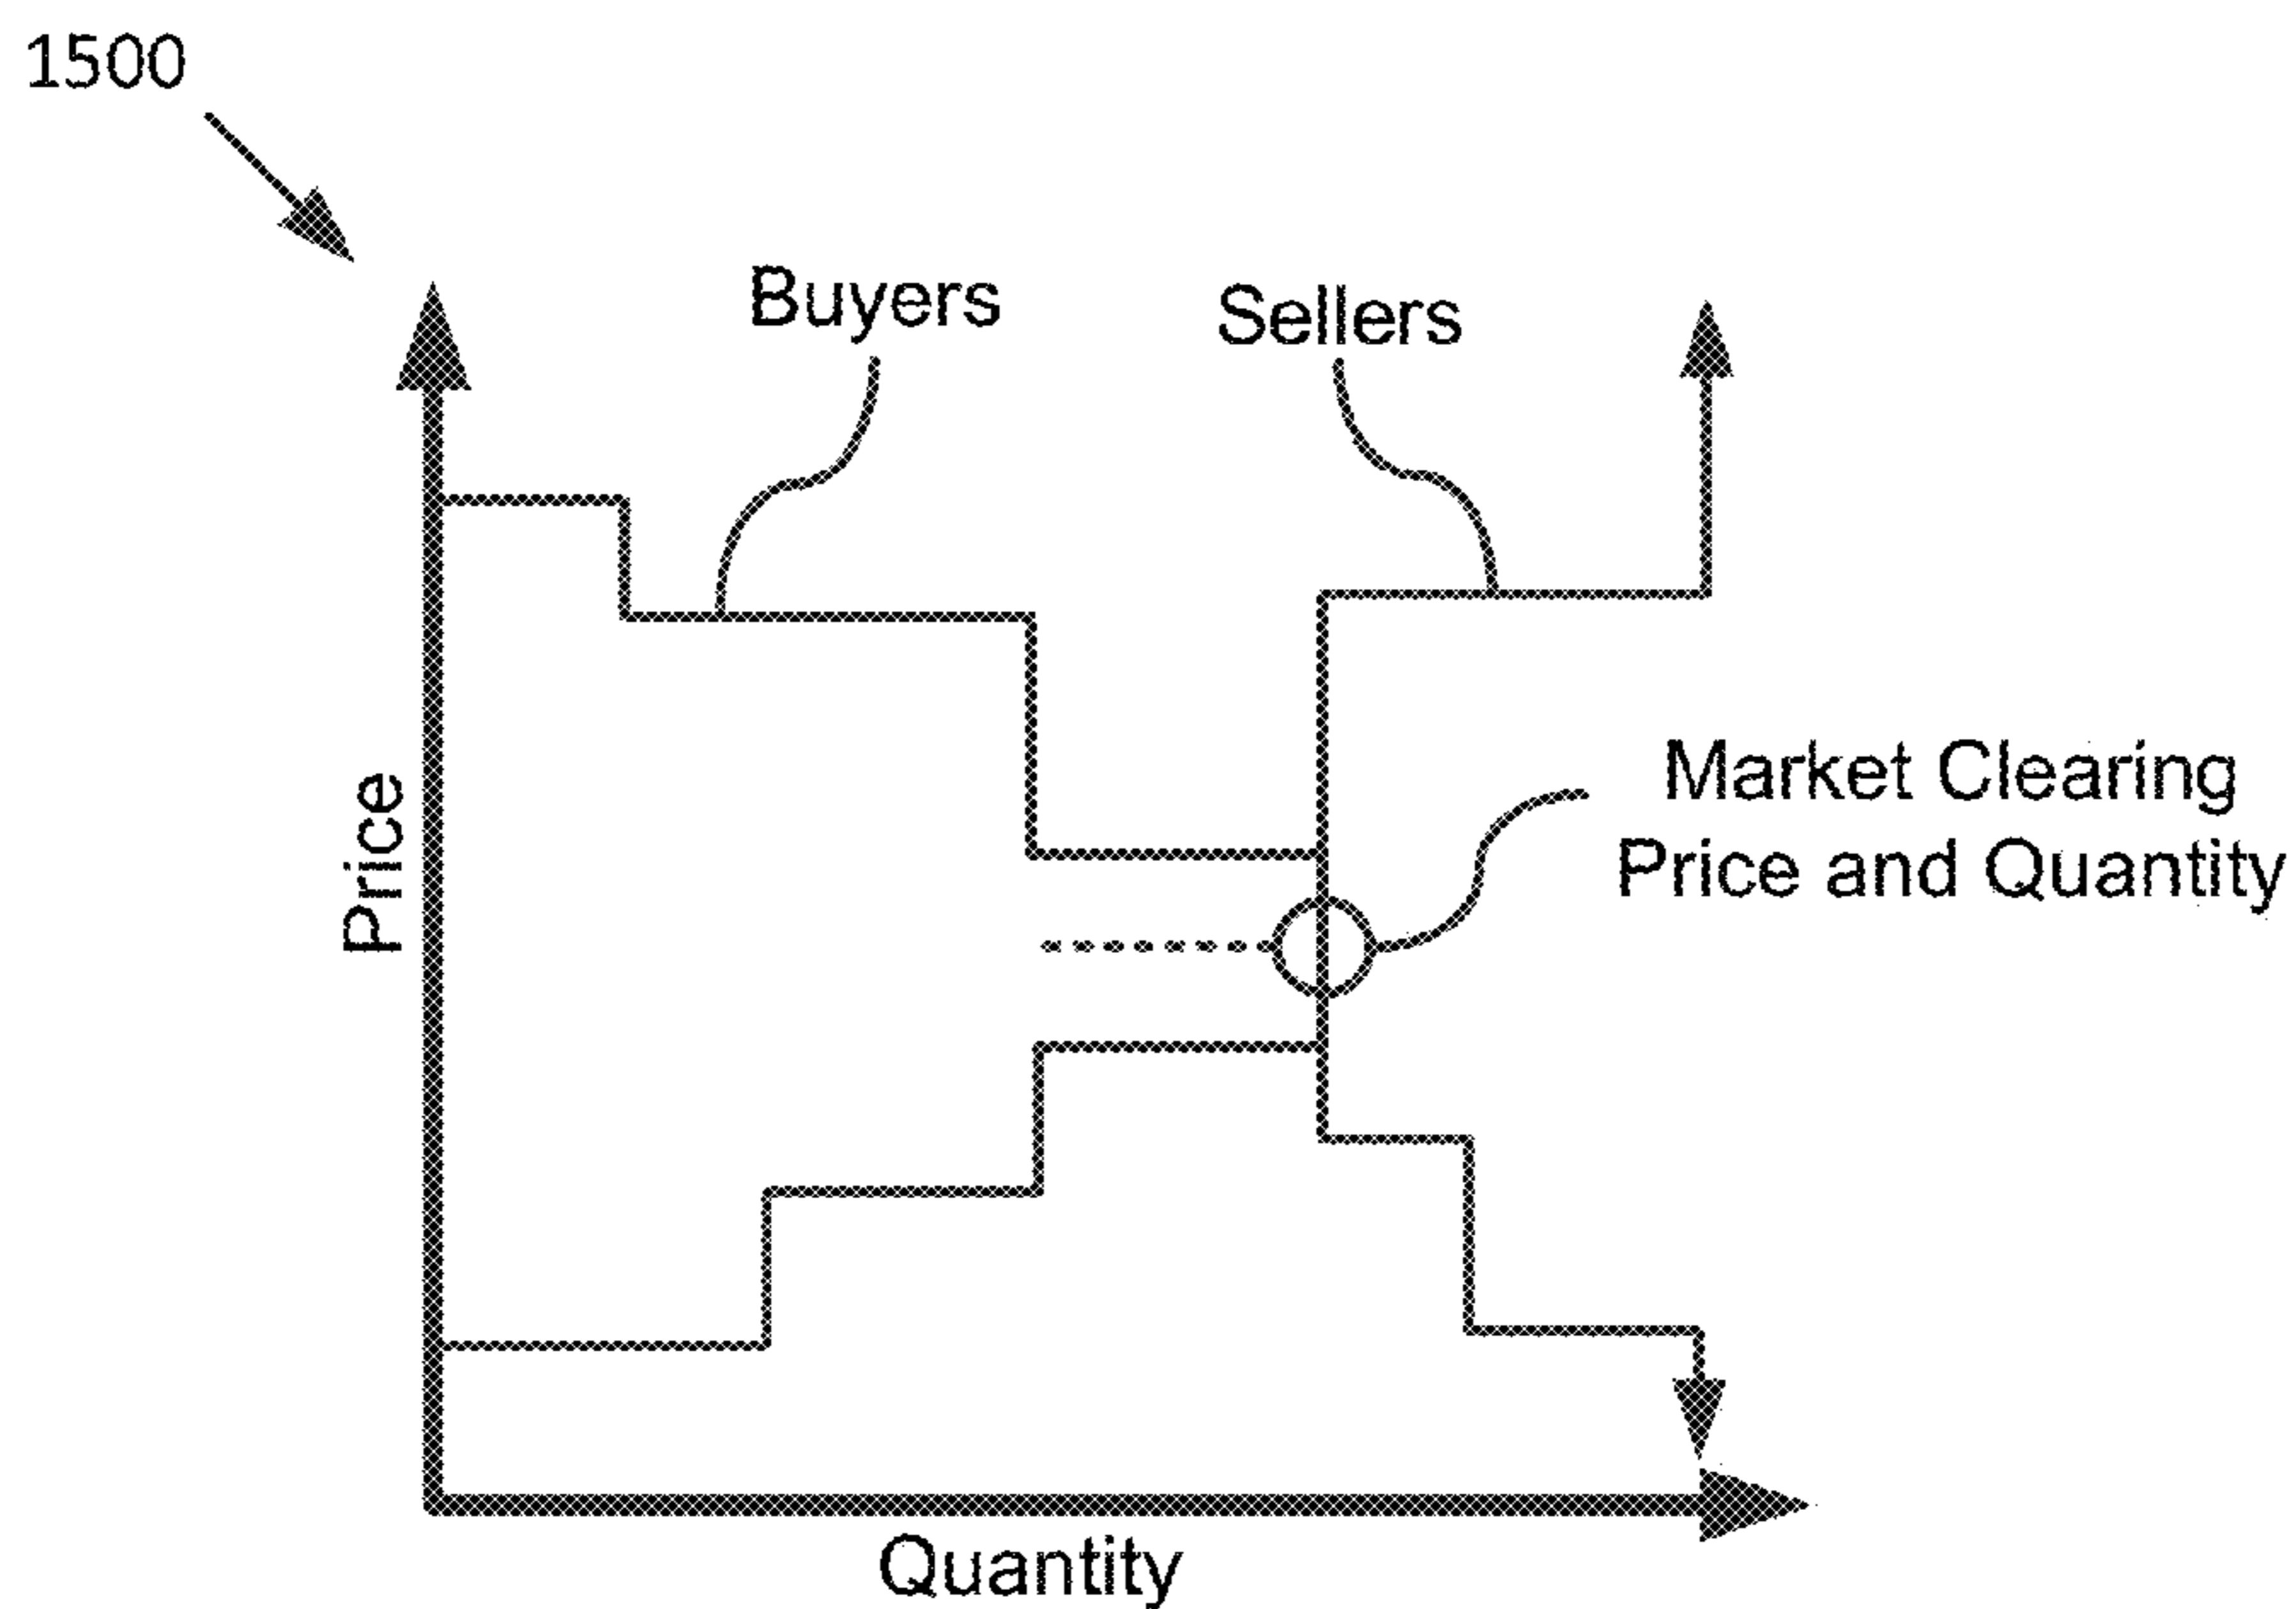 1500
Buyers
Sellers
Market Clearing
Price and Quantity
Price
Quantity